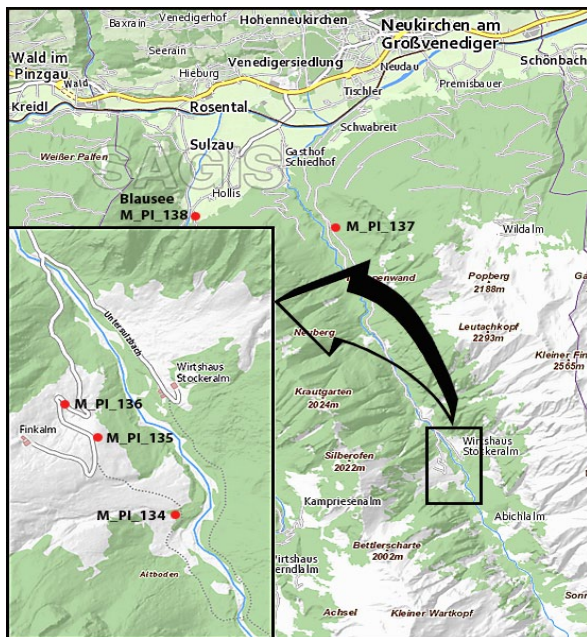 Baxrain
Venedigerhof
Hohenneukirchen
Neukirchen am
Großvenediger
Seerain
Wald im
Pinzgau
Venedigersiedlung
Hieburg
Neudau
Schönbach
Wald
Premisbauer
Tischler
Kreidl
Rosental
Schwabreit
Sulzau
Gasthof
Schiedhof
Weißer Palfen
SAGIS
Hollis
Blausee
M_PI_138
M_PI_137
Wildalm
Popberg
2188m
Leutachkopf
2293m
Neuberg
Kleiner Fin
2565m
Krautgarten
2024m
Wirtshaus
Stockeralm
Silberofen
2022m
Kampriesenalm
Abichlalm
Bettlerscharte
2002m
Achsel
Kleiner Wartkopf
Untersulzbach
Wirtshaus
Stockeralm
M_PI_136
Finkalm
M_PI_135
M_PI_134
Altboden